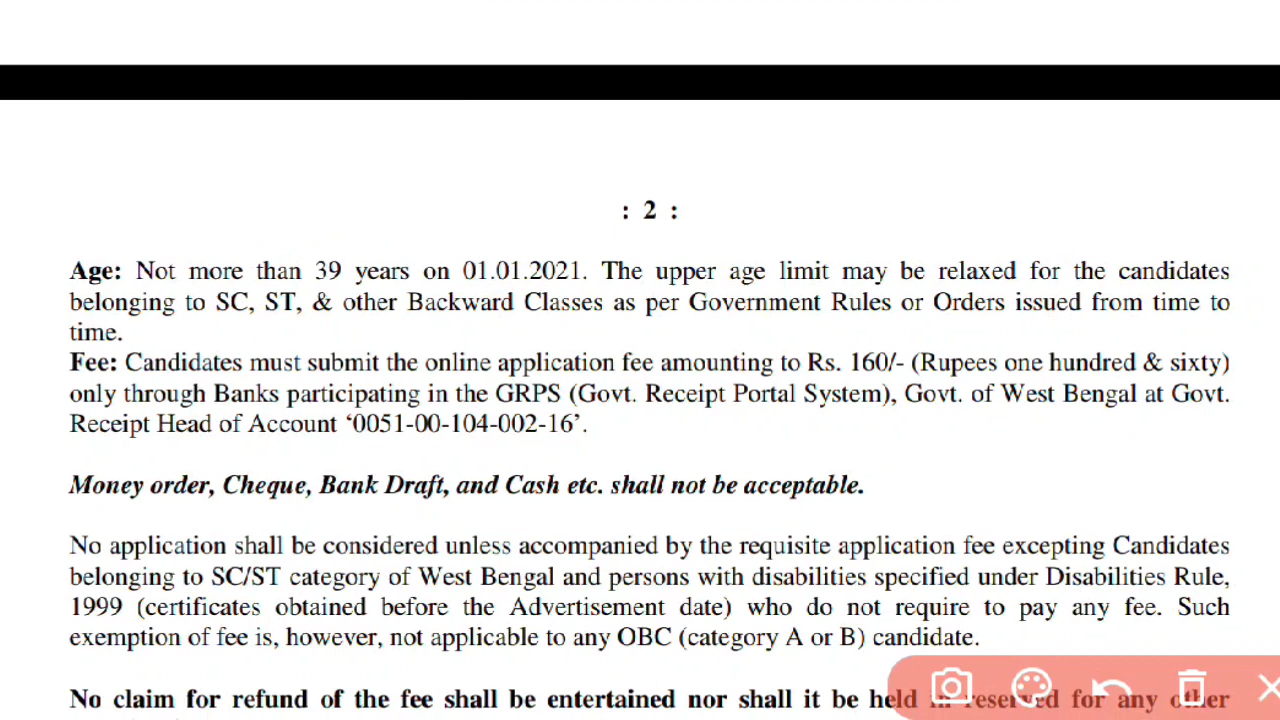 : 2 :
Age: Not more than 39 years on 01.01.2021. The upper age limit may be relaxed for the candidates
belonging to SC, ST, & other Backward Classes as per Government Rules or Orders issued from time to
time.
Fee: Candidates must submit the online application fee amounting to Rs. 160/- (Rupees one hundred & sixty)
only through Banks participating in the GRPS (Govt. Receipt Portal System), Govt. of West Bengal at Govt.
Receipt Head of Account ‘0051-00-104-002-16’.
Money order, Cheque, Bank Draft, and Cash etc. shall not be acceptable.
No application shall be considered unless accompanied by the requisite application fee excepting Candidates
belonging to SC/ST category of West Bengal and persons with disabilities specified under Disabilities Rule,
1999 (certificates obtained before the Advertisement date) who do not require to pay any fee. Such
exemption of fee is, however, not applicable to any OBC (category A or B) candidate.
No claim for refund of the fee shall be entertained nor shall it be held in reserved for any other